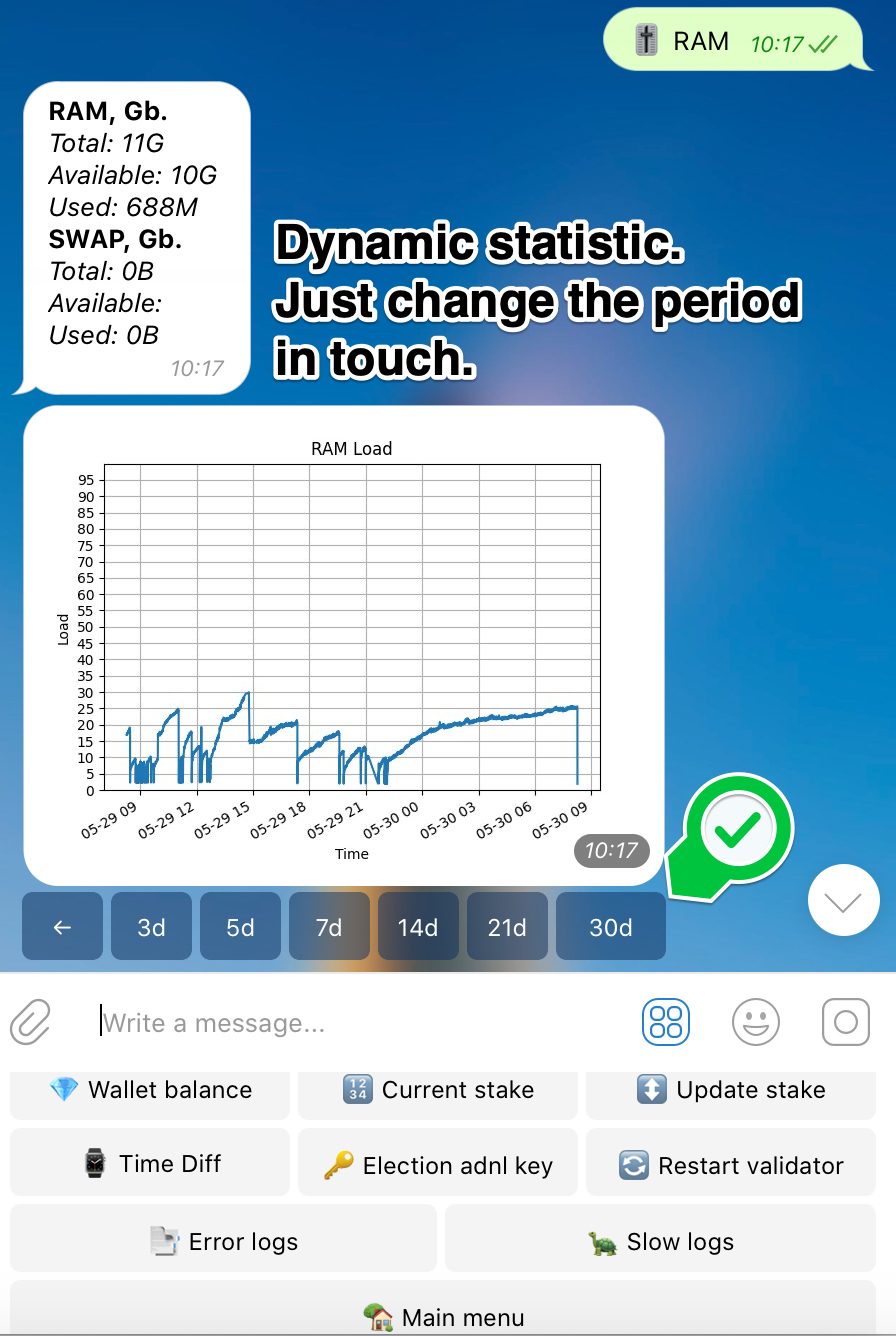 RAM 10:17
RAM, Gb.
Total: 11G
Available: 10G
Used: 688M
SWAP, Gb.
Total: 0B
Available:
Used: 0B
10:17
Dynamic statistic.
Just change the period
in touch.
RAM Load
Load
95
90
85
80
75
70
65
60
55
50
45
40
35
30
25
20
15
10
5
0
05-29 09
05-29 12
05-29 15
05-29 18
05-29 21
05-30 00
05-30 03
05-30 06
05-30 09
Time
10:17
← 3d 5d 7d 14d 21d 30d
Write a message...
Wallet balance
1234 Current stake
Update stake
Time Diff
Election adnl key
Restart validator
Error logs
Slow logs
Main menu